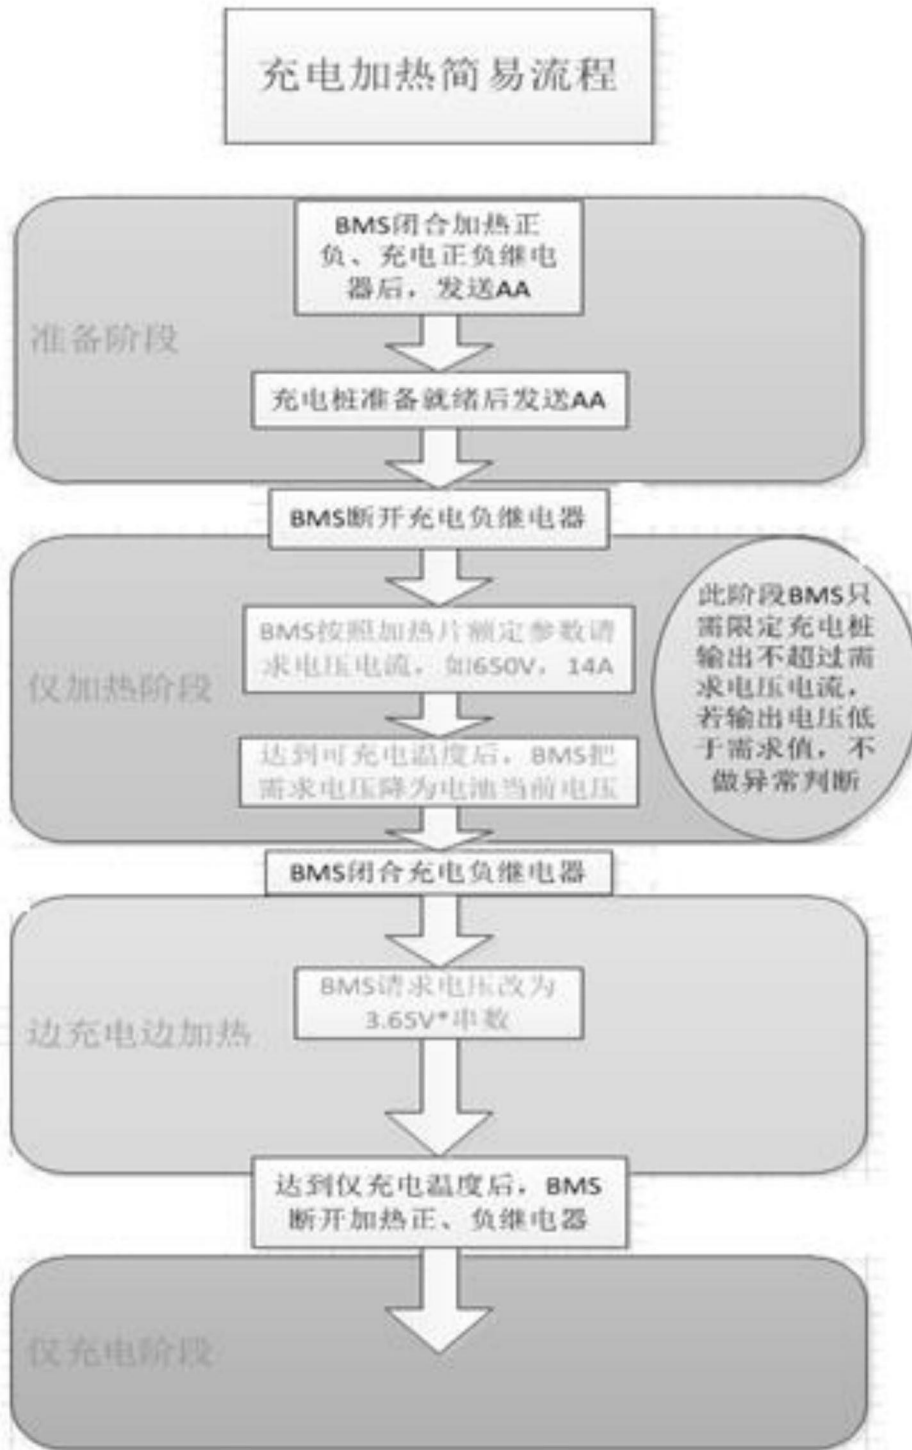 充电加热简易流程
BMS闭合加热正
负、充电正负继电
器后，发送AA
准备阶段
充电桩准备就绪后发送AA
BMS断开充电负继电器
此阶段BMS只
需限定充电桩
输出不超过需
求电压电流，
若输出电压低
于需求值，不
做异常判断
BMS按照加热片额定参数请
求电压电流，如650V，14A
仅加热阶段
达到可充电温度后，BMS把
需求电压降为电池当前电压
BMS闭合充电负继电器
BMS请求电压改为
3.65V*串数
边充电边加热
达到仅充电温度后，BMS
断开加热正、负继电器
仅充电阶段